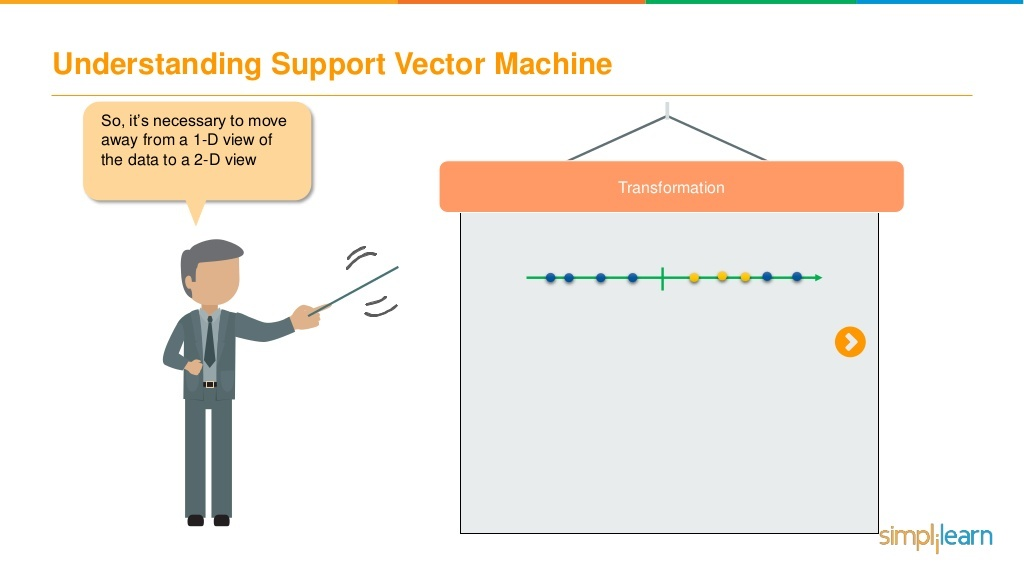 Understanding Support Vector Machine
So, it's necessary to move
away from a 1-D view of
the data to a 2-D view
Transformation
simplilearn